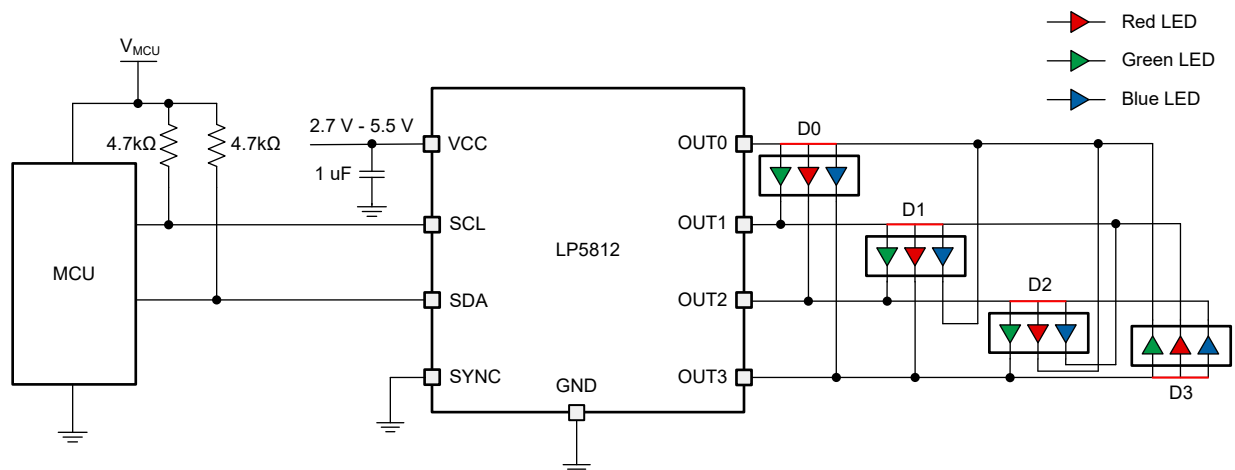 Red LED
Green LED
Blue LED
VMCU
4.7kΩ
4.7kΩ
2.7 V - 5.5 V
1 uF
MCU
VCC
SCL
SDA
SYNC
GND
LP5812
OUT0
OUT1
OUT2
OUT3
D0
D1
D2
D3